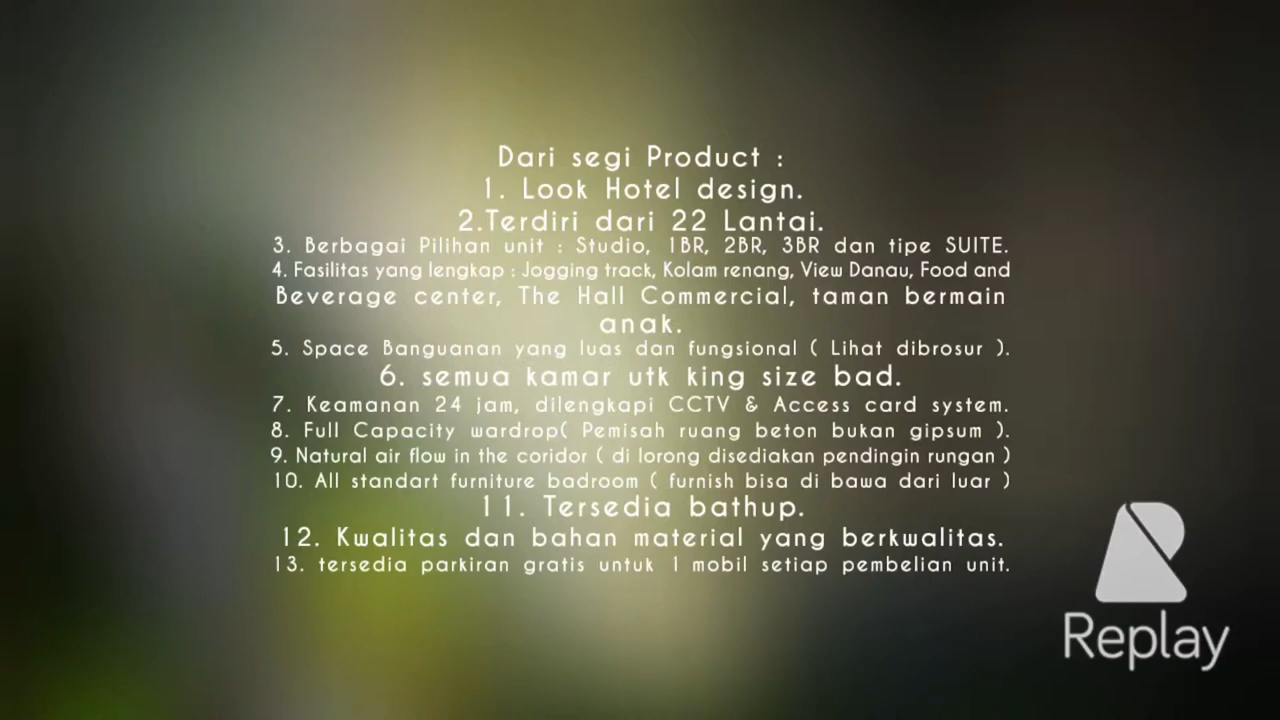 Dari segi Product :
1. Look Hotel design.
2.Terdiri dari 22 Lantai.
3. Berbagai Pilihan unit : Studio, 1BR, 2BR, 3BR dan tipe SUITE.
4. Fasilitas yang lengkap : Jogging track, Kolam renang, View Danau, Food and
Beverage center, The Hall Commercial, taman bermain
anak.
5. Space Banguanan yang luas dan fungsional ( Lihat dibrosur ).
6. semua kamar utk king size bad.
7. Keamanan 24 jam, dilengkapi CCTV & Access card system.
8. Full Capacity wardrop( Pemisah ruang beton bukan gipsum ).
9. Natural air flow in the coridor ( di lorong disediakan pendingin rungan )
10. All standart furniture badroom ( furnish bisa di bawa dari luar )
11. Tersedia bathup.
12. Kwalitas dan bahan material yang berkwalitas.
13. tersedia parkiran gratis untuk 1 mobil setiap pembelian unit.
Replay